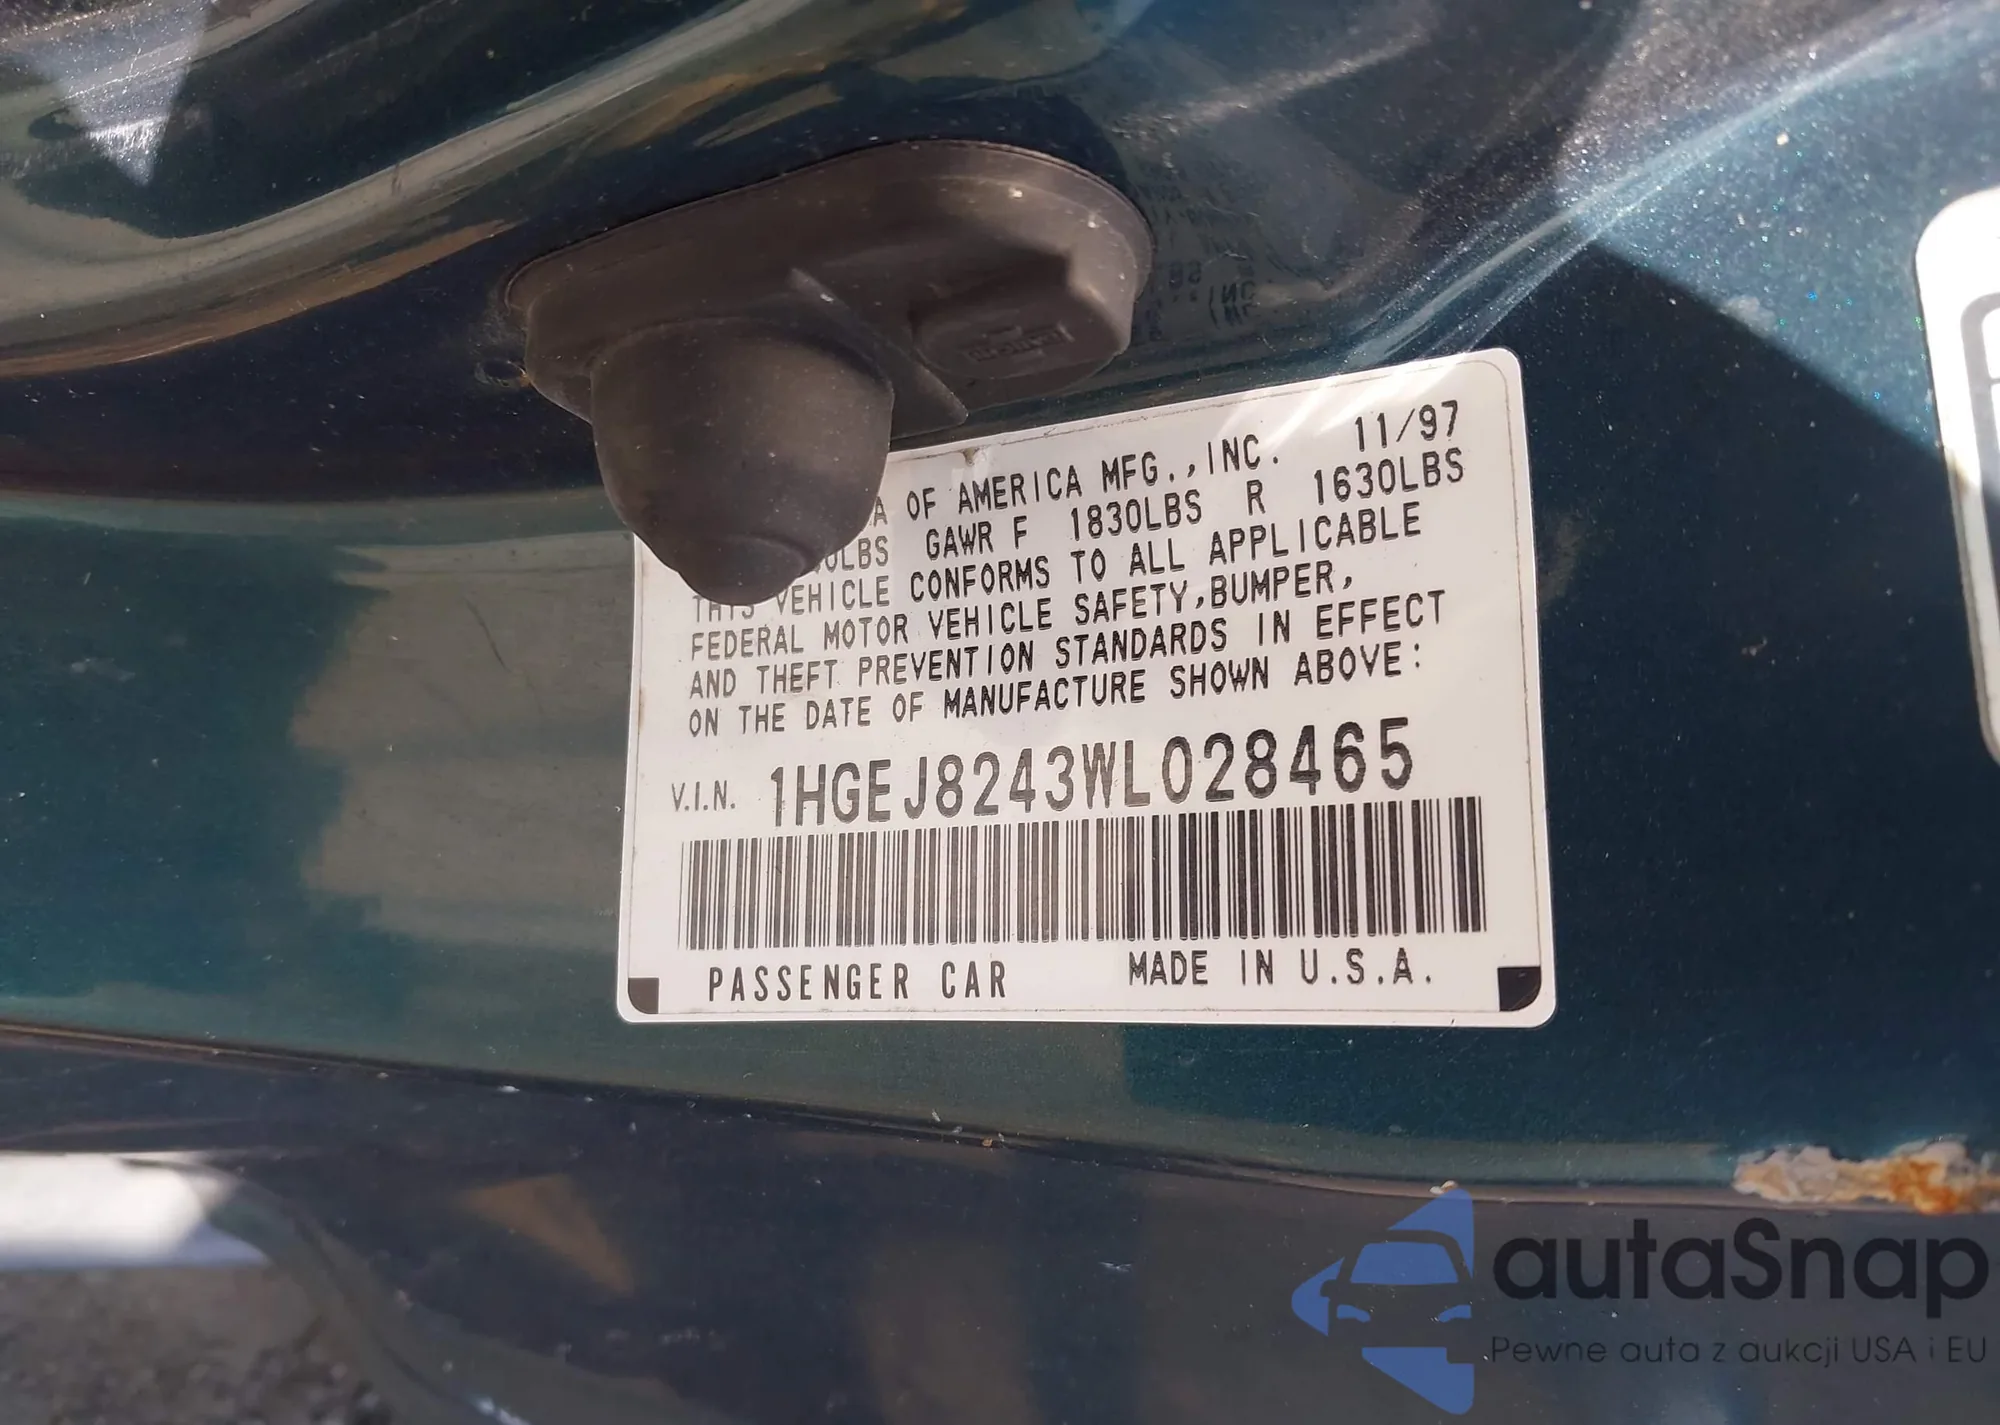 OF AMERICA MFG.,INC. 11/97
GAWR F 1830LBS R 1630LBS
THIS VEHICLE CONFORMS TO ALL APPLICABLE
FEDERAL MOTOR VEHICLE SAFETY,BUMPER,
AND THEFT PREVENTION STANDARDS IN EFFECT
ON THE DATE OF MANUFACTURE SHOWN ABOVE:
V.I.N. 1HGEJ8243WL028465
PASSENGER CAR MADE IN U.S.A.
autaSnap
Pewne auta z aukcji USA i EU